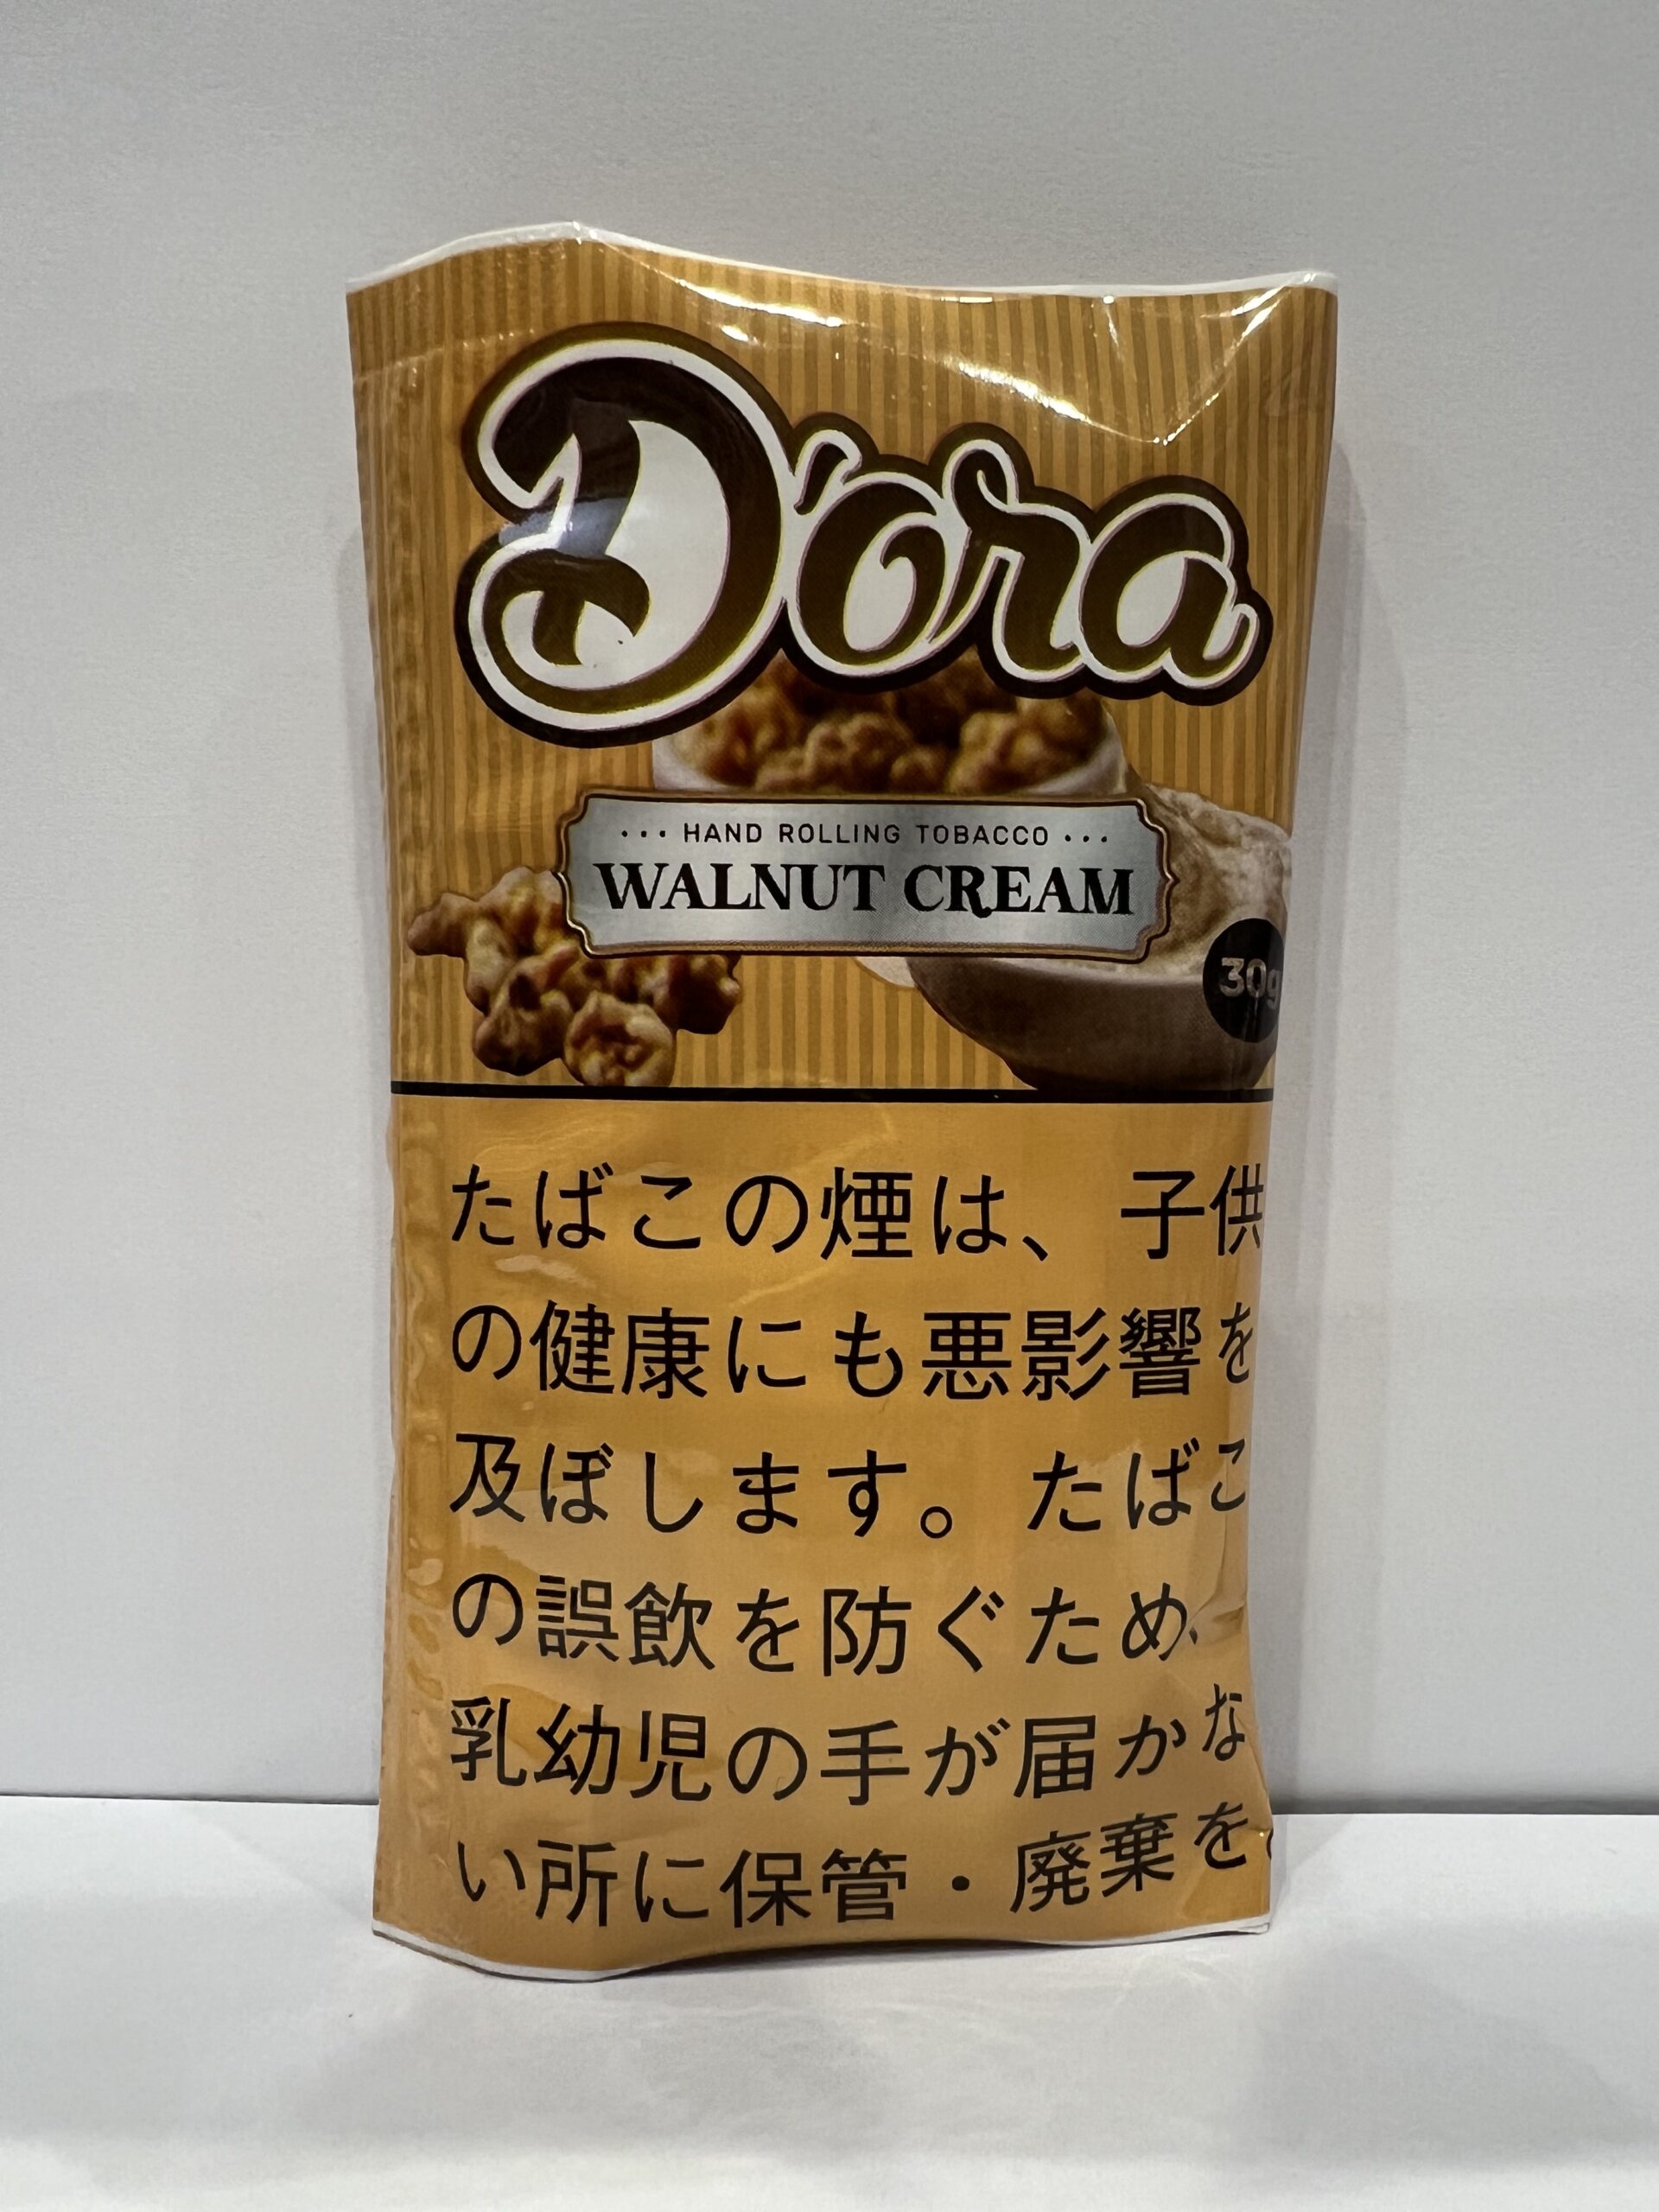 D'ora
··· HAND ROLLING TOBACCO ···
WALNUT CREAM
30g
たばこの煙は、子供
の健康にも悪影響を
及ぼします。たばこ
の誤飲を防ぐため、
乳幼児の手が届かな
い所に保管・廃棄を